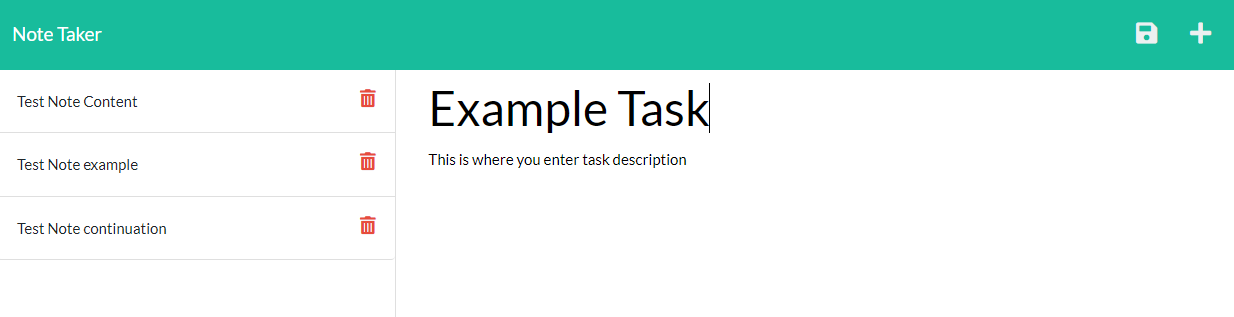 Note Taker
Test Note Content
Test Note example
Test Note continuation
Example Task
This is where you enter task description